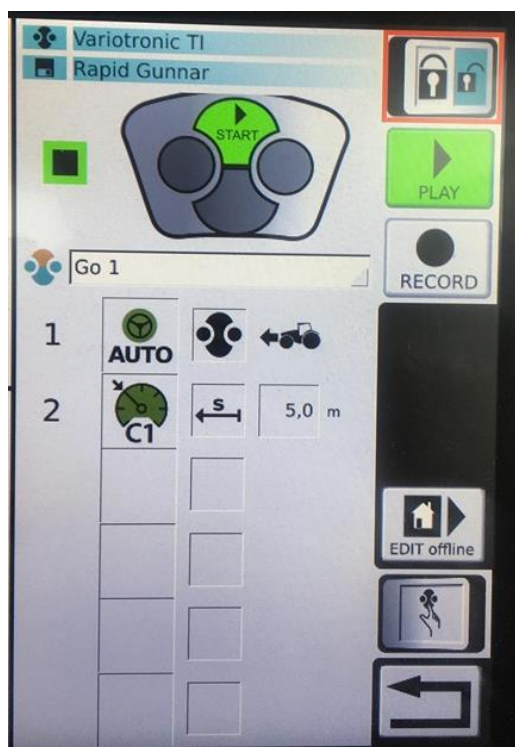 Variotronic TI
Rapid Gunnar
START
PLAY
Go 1
RECORD
1 AUTO
2 C1 S 5,0 m
EDIT offline